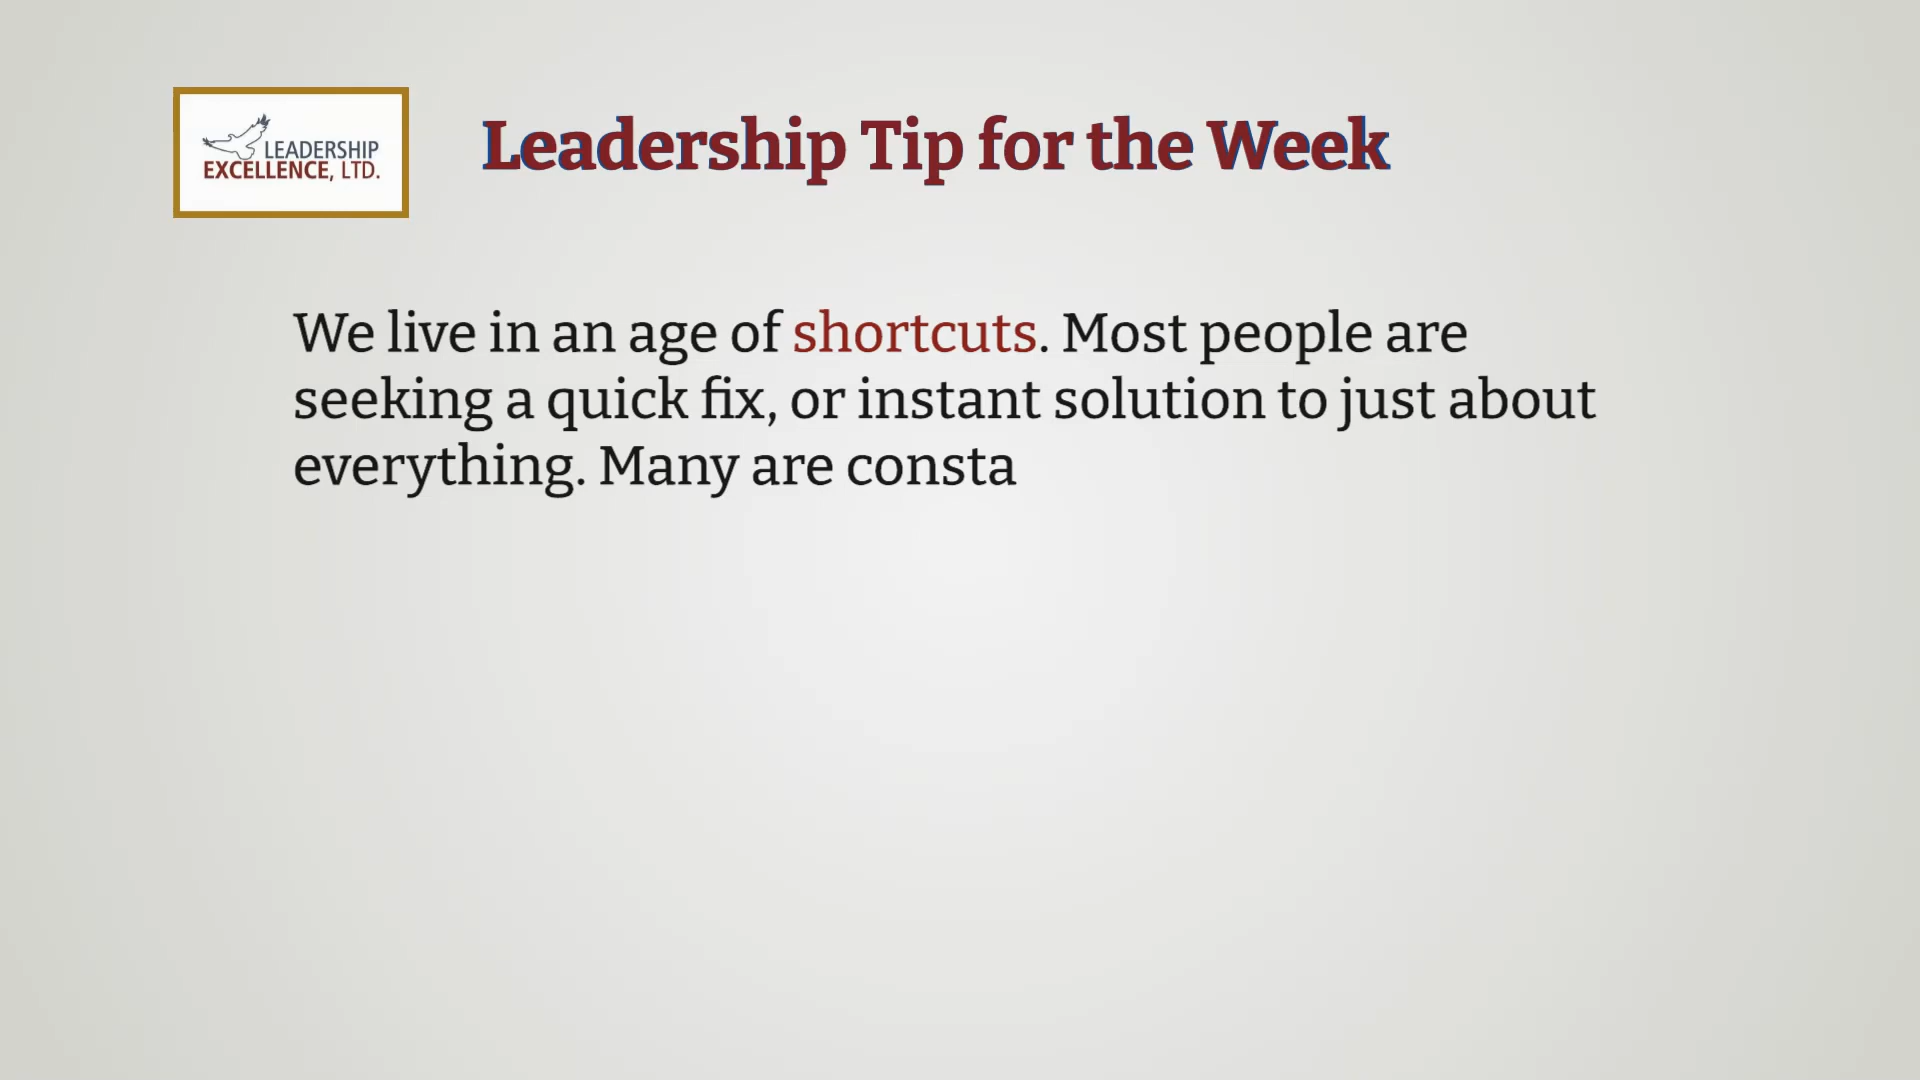 LEADERSHIP
EXCELLENCE, LTD.
Leadership Tip for the Week
We live in an age of shortcuts. Most people are
seeking a quick fix, or instant solution to just about
everything. Many are consta